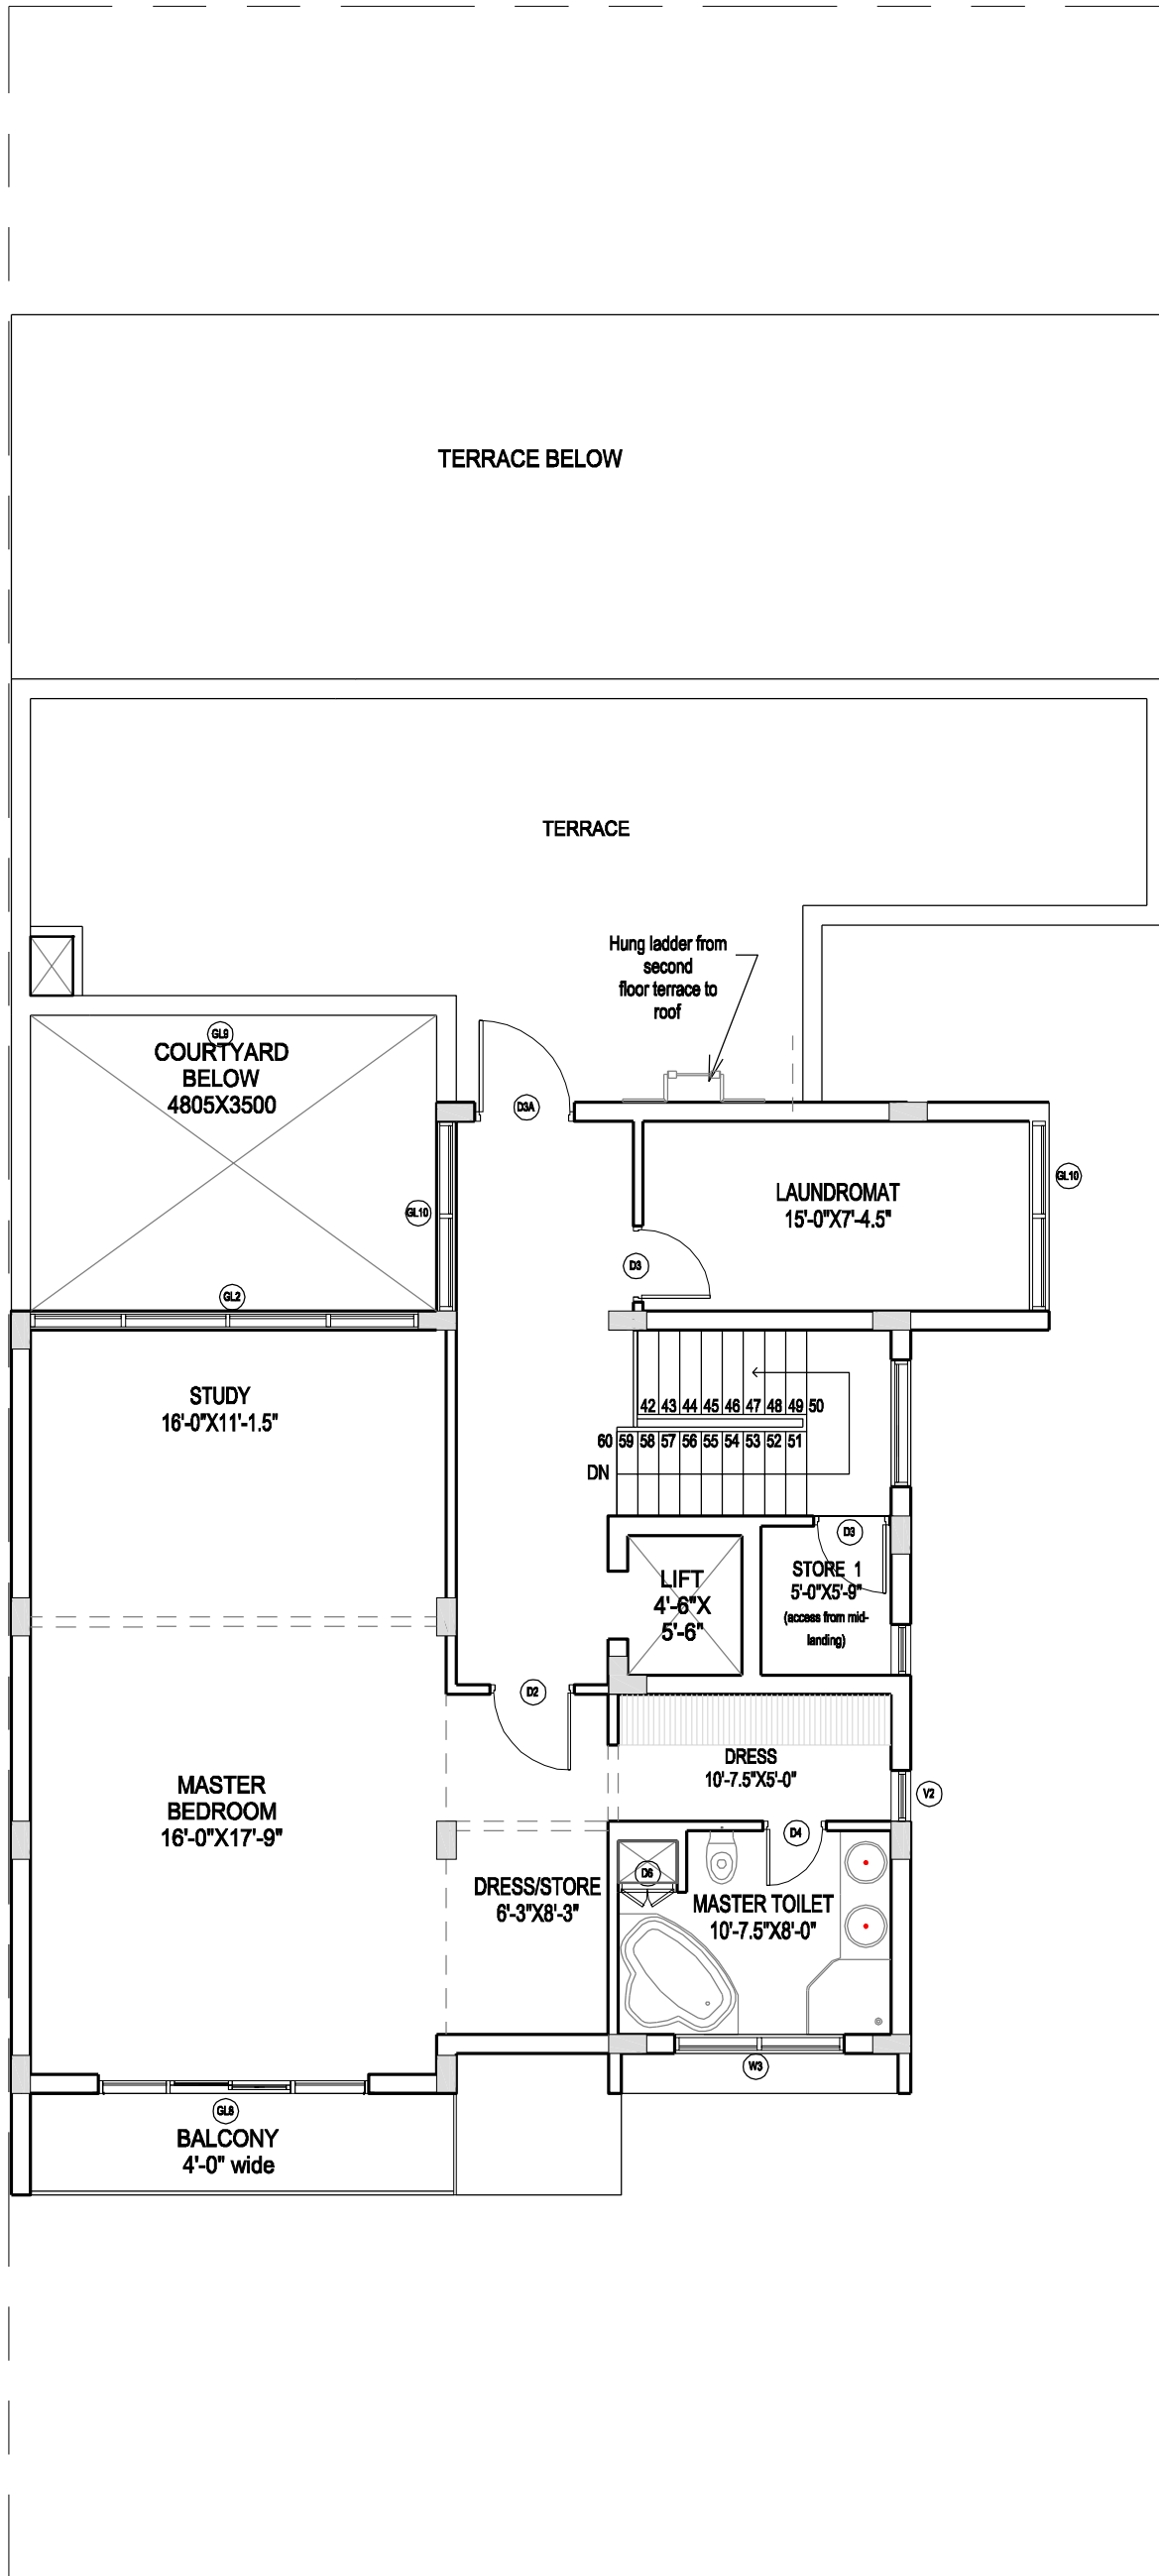 TERRACE BELOW
TERRACE
Hung ladder from
second
floor terrace to
roof
GL9
COURTYARD
BELOW
4805X3500
D3A
GL10
LAUNDROMAT
15'-0"X7'-4.5"
GL10
D3
GL2
STUDY
16'-0"X11'-1.5"
42 43 44 45 46 47 48 49 50
60 59 58 57 56 55 54 53 52 51
DN
D3
LIFT
4'-6"X
5'-6"
STORE 1
5'-0"X5'-9"
(access from mid-
landing)
D2
DRESS
10'-7.5"X5'-0"
V2
MASTER
BEDROOM
16'-0"X17'-9"
D4
D6
DRESS/STORE
6'-3"X8'-3"
MASTER TOILET
10'-7.5"X8'-0"
W3
GL8
BALCONY
4'-0" wide